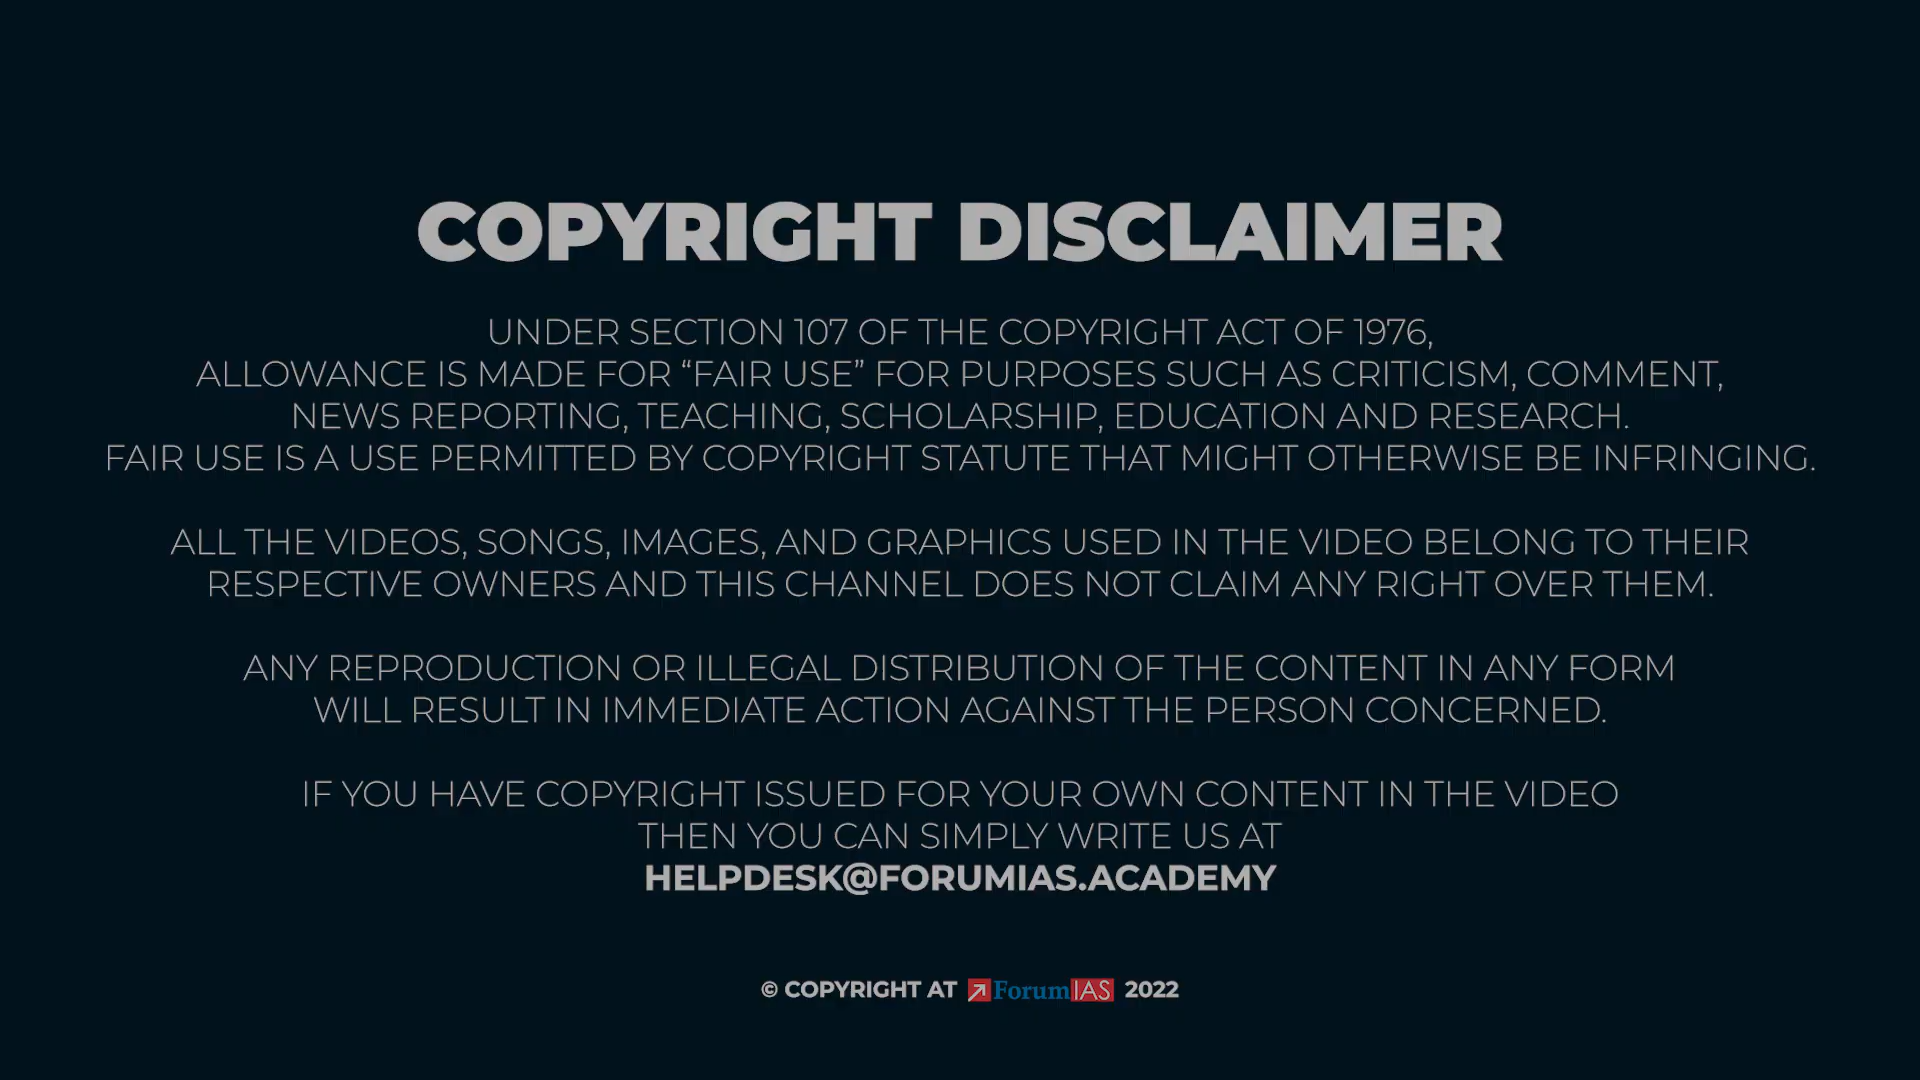 COPYRIGHT DISCLAIMER
UNDER SECTION 107 OF THE COPYRIGHT ACT OF 1976,
ALLOWANCE IS MADE FOR “FAIR USE” FOR PURPOSES SUCH AS CRITICISM, COMMENT,
NEWS REPORTING, TEACHING, SCHOLARSHIP, EDUCATION AND RESEARCH.
FAIR USE IS A USE PERMITTED BY COPYRIGHT STATUTE THAT MIGHT OTHERWISE BE INFRINGING.
ALL THE VIDEOS, SONGS, IMAGES, AND GRAPHICS USED IN THE VIDEO BELONG TO THEIR
RESPECTIVE OWNERS AND THIS CHANNEL DOES NOT CLAIM ANY RIGHT OVER THEM.
ANY REPRODUCTION OR ILLEGAL DISTRIBUTION OF THE CONTENT IN ANY FORM
WILL RESULT IN IMMEDIATE ACTION AGAINST THE PERSON CONCERNED.
IF YOU HAVE COPYRIGHT ISSUED FOR YOUR OWN CONTENT IN THE VIDEO
THEN YOU CAN SIMPLY WRITE US AT
HELPDESK@FORUMIAS.ACADEMY
© COPYRIGHT AT ForumIAS 2022